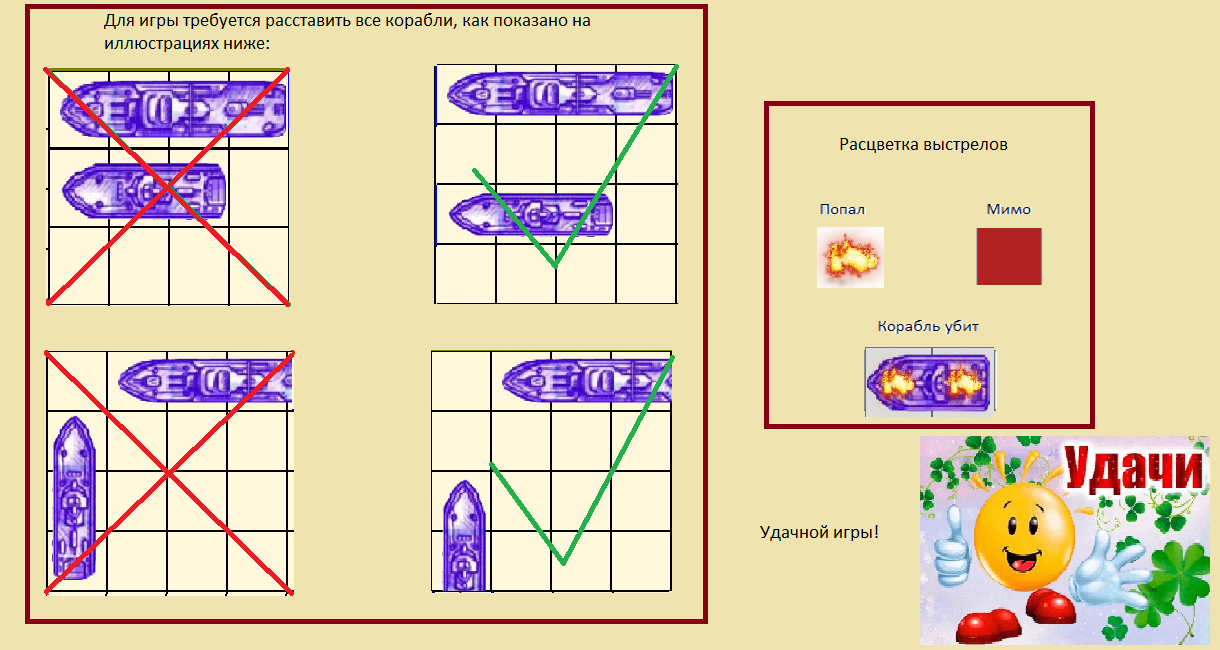 Для игры требуется расставить все корабли, как показано на
иллюстрациях ниже:
Расцветка выстрелов
Попал
Мимо
Корабль убит
Удачи
Удачной игры!